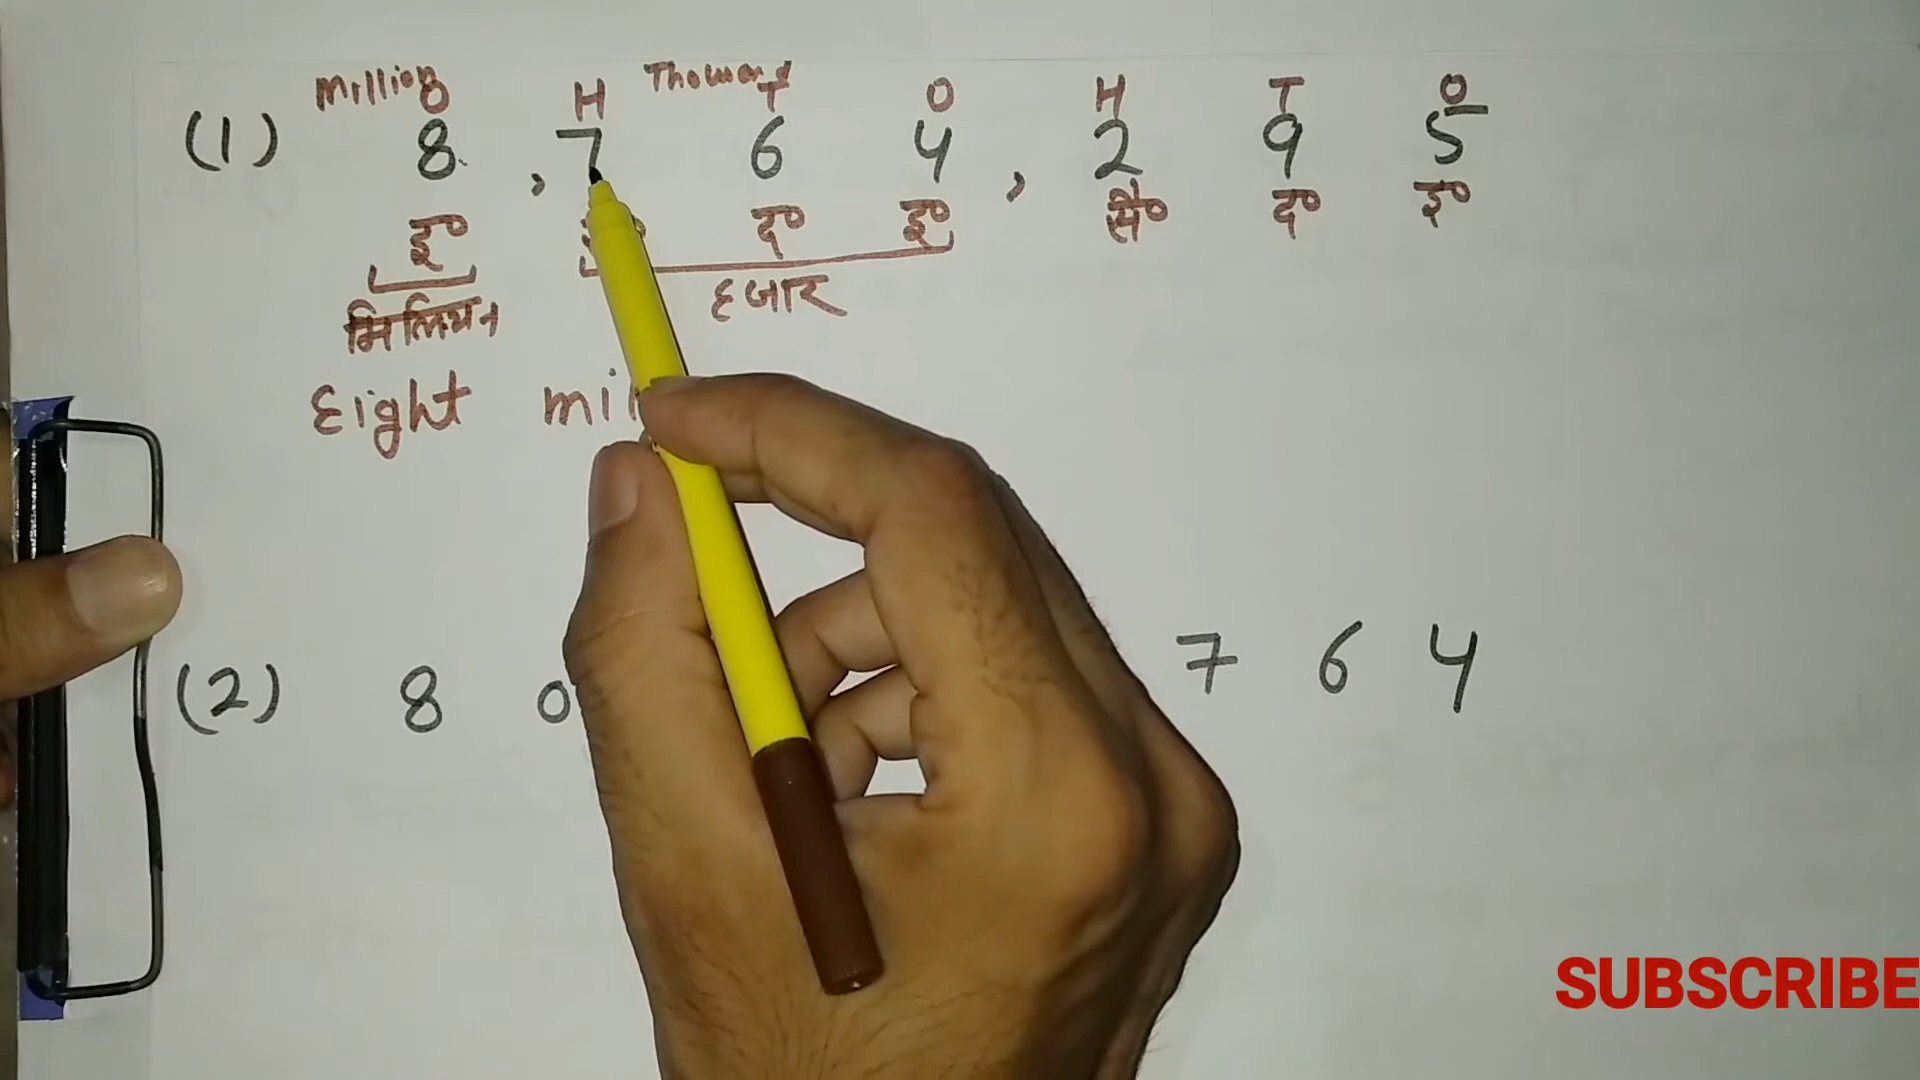 Million O H Thousand T O H T O
(1) 8 , 7 6 4 , 2 9 5
इ० द० इ० सै० द० इ०
मिलियन हजार
Eight mil
(2) 8 0 7 6 4
SUBSCRIBE